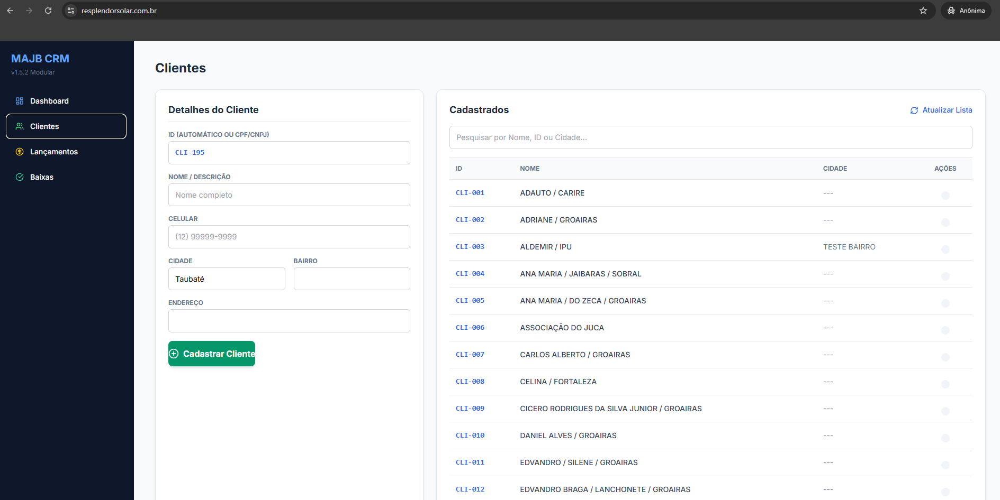 resplendorsolar.com.br
Anônima
MAJB CRM
v1.5.2 Modular
Dashboard
Clientes
Lançamentos
Baixas
Clientes
Detalhes do Cliente
ID (AUTOMÁTICO OU CPF/CNPJ)
CLI-195
NOME / DESCRIÇÃO
Nome completo
CELULAR
(12) 99999-9999
CIDADE BAIRRO
Taubaté
ENDEREÇO
Cadastrar Cliente
Cadastrados
Atualizar Lista
Pesquisar por Nome, ID ou Cidade...
ID NOME CIDADE AÇÕES
CLI-001 ADAUTO / CARIRE ---
CLI-002 ADRIANE / GROAIRAS ---
CLI-003 ALDEMIR / IPU TESTE BAIRRO
CLI-004 ANA MARIA / JAIBARAS / SOBRAL ---
CLI-005 ANA MARIA / DO ZECA / GROAIRAS ---
CLI-006 ASSOCIAÇÃO DO JUCA ---
CLI-007 CARLOS ALBERTO / GROAIRAS ---
CLI-008 CELINA / FORTALEZA ---
CLI-009 CICERO RODRIGUES DA SILVA JUNIOR / GROAIRAS ---
CLI-010 DANIEL ALVES / GROAIRAS ---
CLI-011 EDVANDRO / SILENE / GROAIRAS ---
CLI-012 EDVANDRO BRAGA / LANCHONETE / GROAIRAS ---